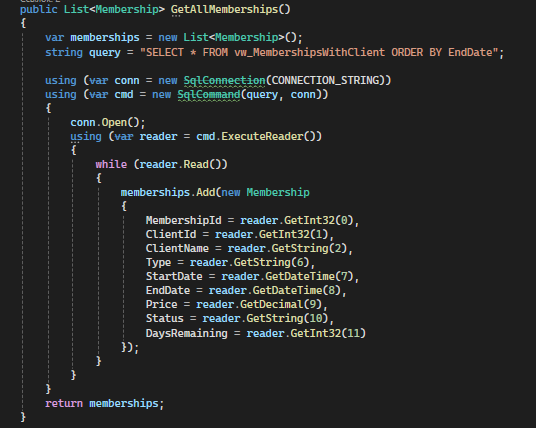 public List<Membership> GetAllMemberships()
{
var memberships = new List<Membership>();
string query = "SELECT * FROM vw_MembershipsWithClient ORDER BY EndDate";
using (var conn = new SqlConnection(CONNECTION_STRING))
using (var cmd = new SqlCommand(query, conn))
{
conn.Open();
using (var reader = cmd.ExecuteReader())
{
while (reader.Read())
{
memberships.Add(new Membership
{
MembershipId = reader.GetInt32(0),
ClientId = reader.GetInt32(1),
ClientName = reader.GetString(2),
Type = reader.GetString(6),
StartDate = reader.GetDateTime(7),
EndDate = reader.GetDateTime(8),
Price = reader.GetDecimal(9),
Status = reader.GetString(10),
DaysRemaining = reader.GetInt32(11)
});
}
}
}
return memberships;
}